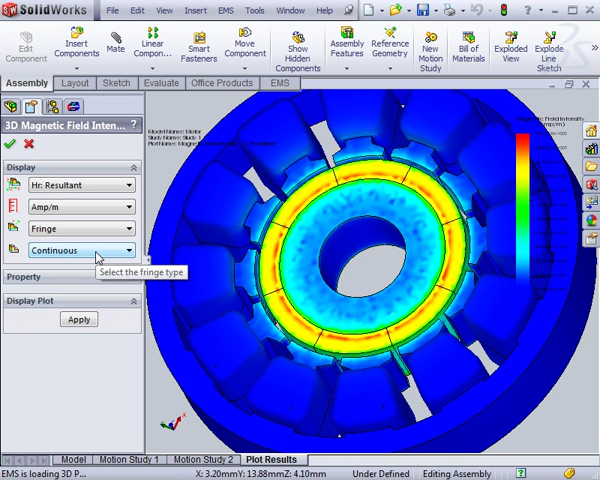 SolidWorks File Edit View Insert EMS Tools Window Help
Edit Component
Insert Components
Mate
Linear Compon...
Smart Fasteners
Move Component
Show Hidden Components
Assembly Features
Reference Geometry
New Motion Study
Bill of Materials
Exploded View
Explode Line Sketch
Assembly Layout Sketch Evaluate Office Products EMS
3D Magnetic Field Inten... ?
Display
Hr: Resultant
Amp/m
Fringe
Continuous
Select the fringe type
Property
Display Plot
Apply
Model Name: Motor
Study Name: Study 1
Magnetic Field Intensity
(Amp/m)
Model Motion Study 1 Motion Study 2 Plot Results
EMS is loading 3D P... X: 3.20mmY: 13.88mmZ: 4.10mm Under Defined Editing Assembly